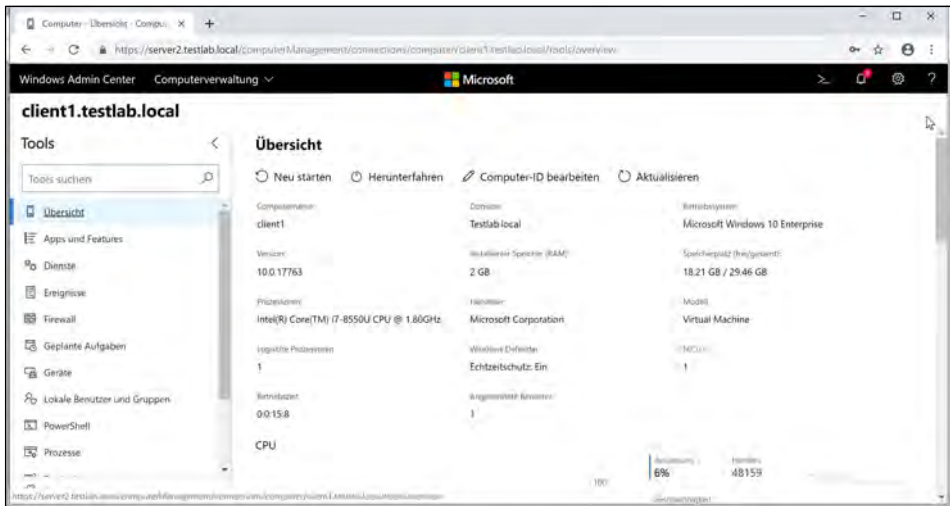 Computer - Übersicht - Compu
https://server2.testlab.local/computerManagement/connections/computer/client1.testlab.local/tools/overview
Windows Admin Center Computerverwaltung Microsoft
client1.testlab.local
Tools
Übersicht
Tools suchen
Neu starten Herunterfahren Computer-ID bearbeiten Aktualisieren
Übersicht
Apps und Features
Dienste
Ereignisse
Firewall
Geplante Aufgaben
Geräte
Lokale Benutzer und Gruppen
PowerShell
Prozesse
Computername: Domäne: Betriebssystem:
client1 Testlab.local Microsoft Windows 10 Enterprise
Version: Installierter Speicher (RAM): Speicherplatz (frei/gesamt):
10.0.17763 2 GB 18.21 GB / 29.46 GB
Prozessoren: Hersteller: Modell:
Intel(R) Core(TM) i7-8550U CPU @ 1.80GHz Microsoft Corporation Virtual Machine
Logische Prozessoren: Windows Defender: NICs:
1 Echtzeitschutz: Ein 1
Betriebszeit: Angemeldete Benutzer:
0:0:15:8 1
CPU
100
Auslastung Handles
6% 48159